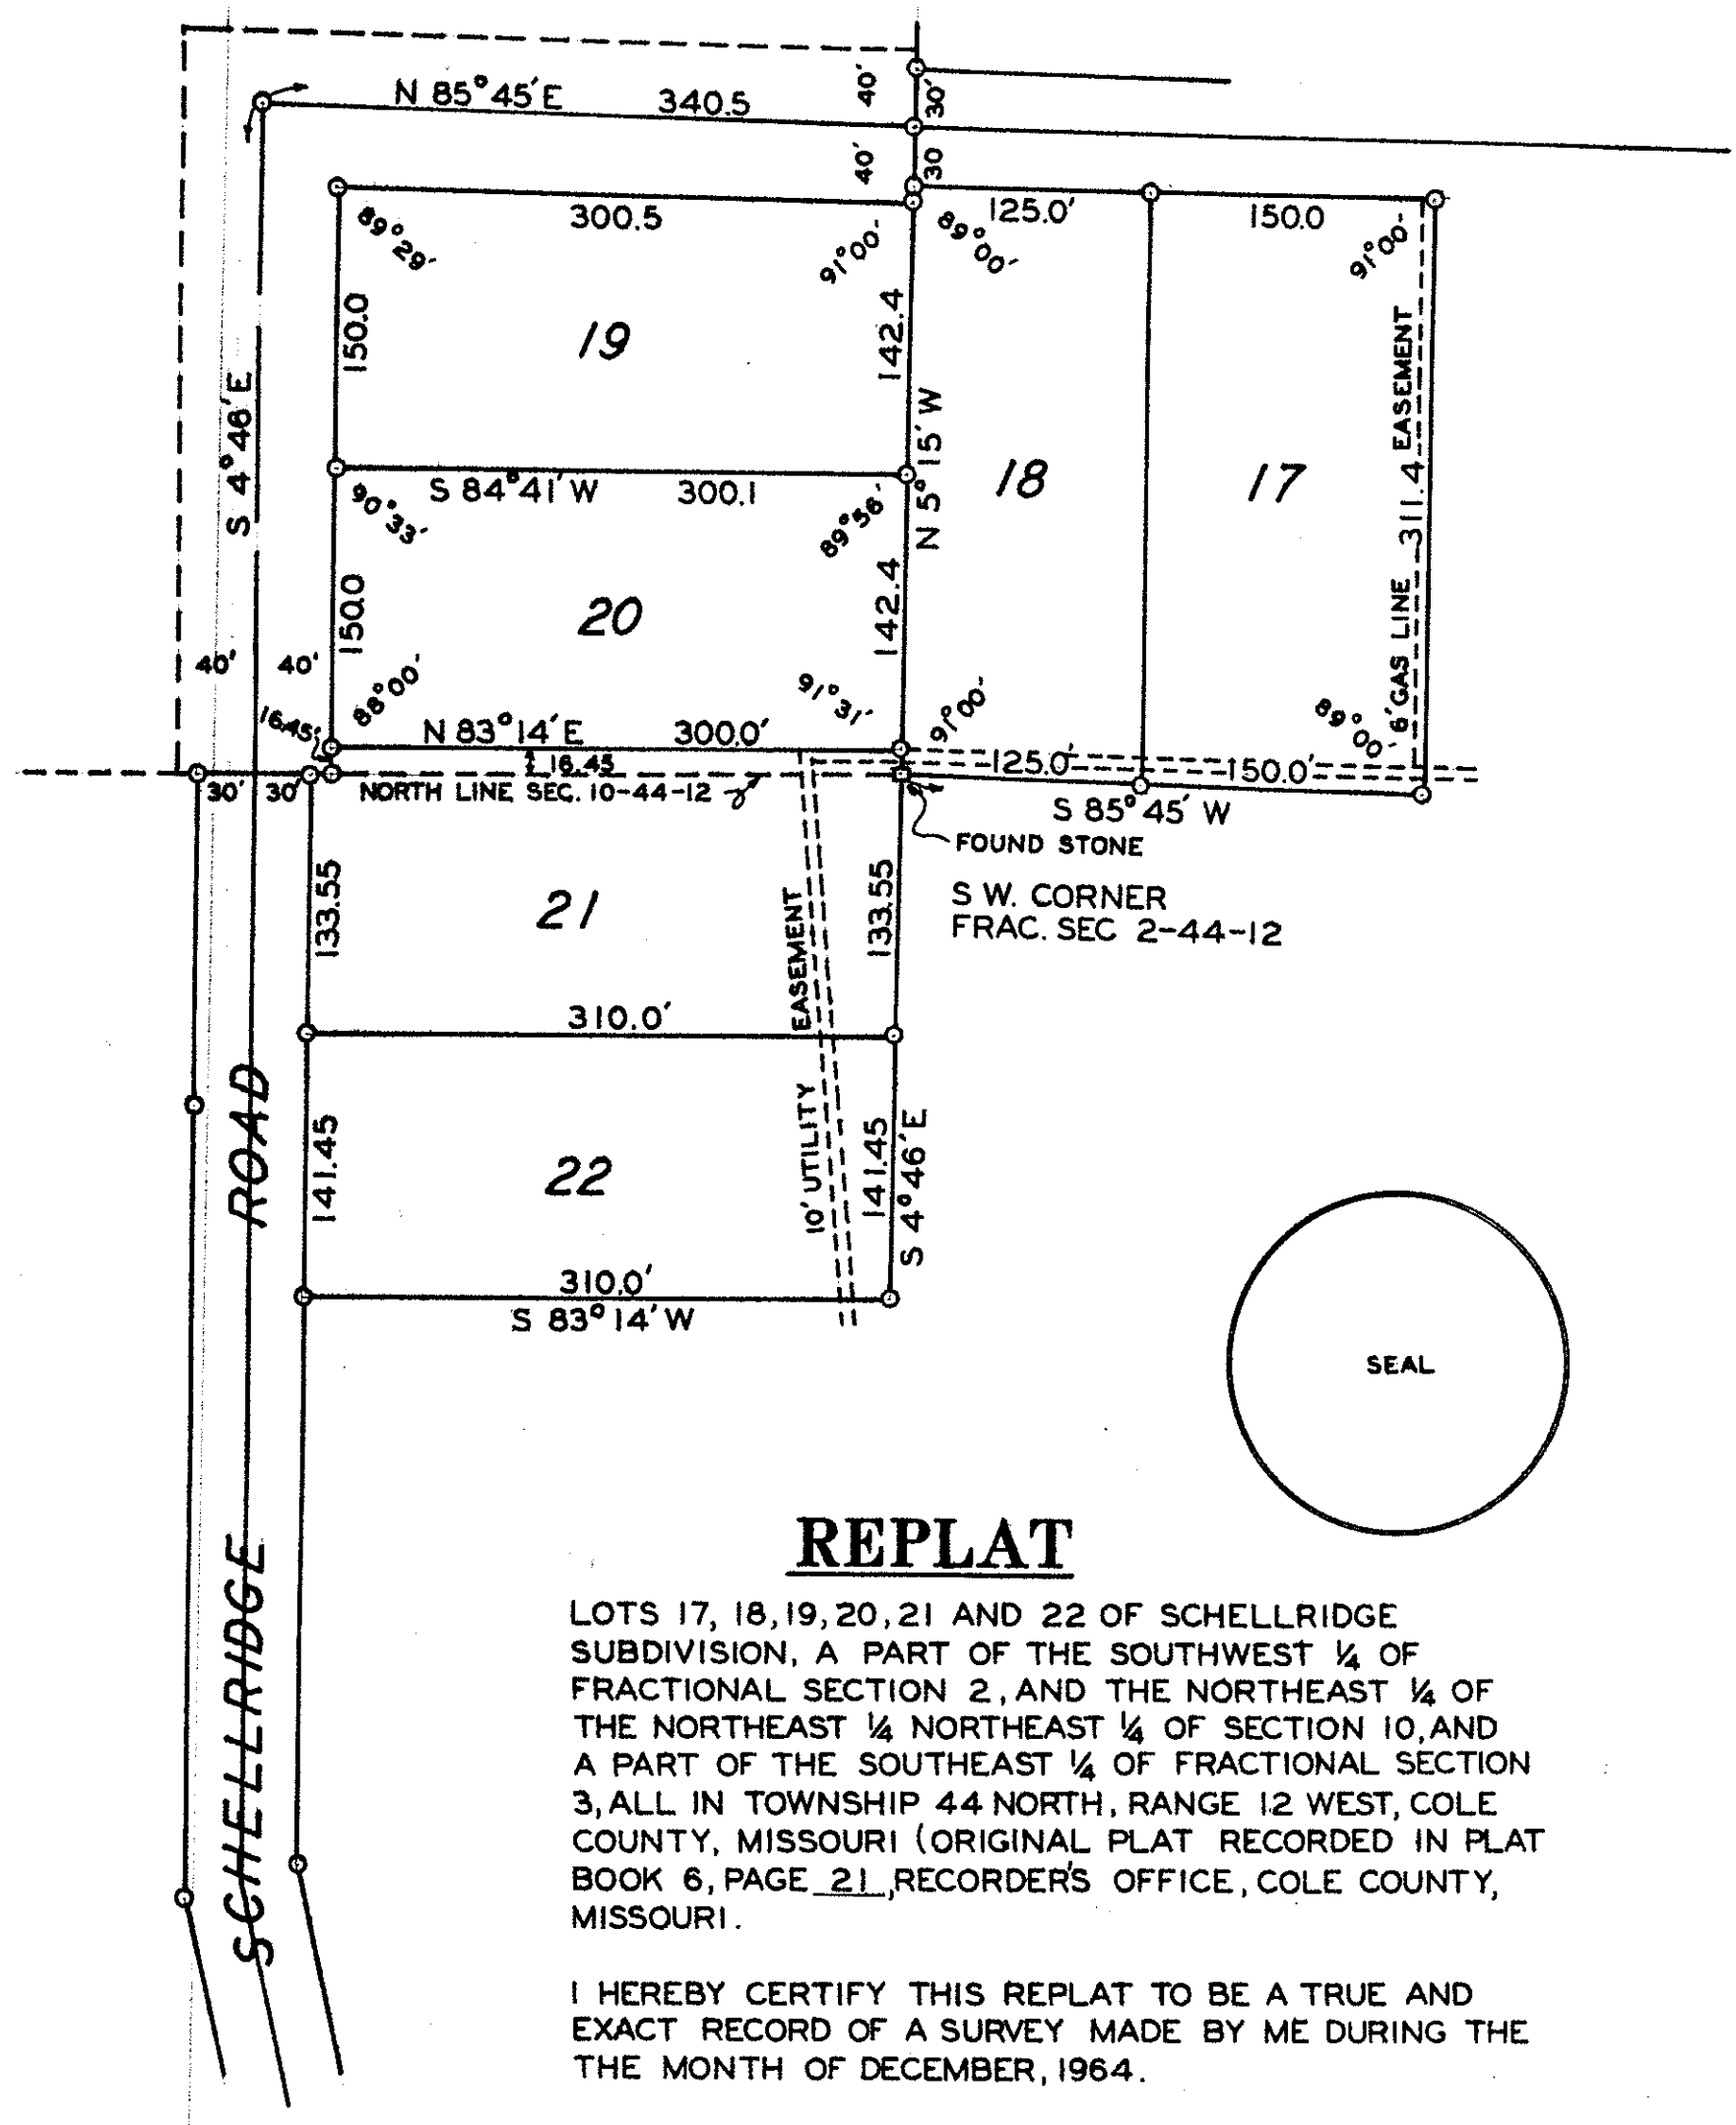 N 85°45'E 340.5
40'
30'
40'
30
300.5
125.0'
150.0
89°29'
91°00'
89°00'
91°00'
150.0
19
142.4
S 4°46'E
N 5°15' W
18
17
6' GAS LINE 311.4 EASEMENT
S 84°41' W 300.1
90°33'
89°56'
150.0
20
142.4
40' 40'
88°00'
91°31'
91°00'
89°00'
16.45'
N 83°14' E 300.0'
16.45
125.0'
150.0'
30' 30'
NORTH LINE SEC. 10-44-12
S 85°45' W
FOUND STONE
S W. CORNER
FRAC. SEC 2-44-12
133.55
21
133.55
10' UTILITY EASEMENT
310.0'
141.45
22
141.45
S 4°46'E
310.0'
S 83°14' W
SCHELLRIDGE ROAD
SEAL
REPLAT
LOTS 17, 18, 19, 20, 21 AND 22 OF SCHELLRIDGE
SUBDIVISION, A PART OF THE SOUTHWEST ¼ OF
FRACTIONAL SECTION 2, AND THE NORTHEAST ¼ OF
THE NORTHEAST ¼ NORTHEAST ¼ OF SECTION 10, AND
A PART OF THE SOUTHEAST ¼ OF FRACTIONAL SECTION
3, ALL IN TOWNSHIP 44 NORTH, RANGE 12 WEST, COLE
COUNTY, MISSOURI (ORIGINAL PLAT RECORDED IN PLAT
BOOK 6, PAGE 21, RECORDER'S OFFICE, COLE COUNTY,
MISSOURI.
I HEREBY CERTIFY THIS REPLAT TO BE A TRUE AND
EXACT RECORD OF A SURVEY MADE BY ME DURING THE
THE MONTH OF DECEMBER, 1964.